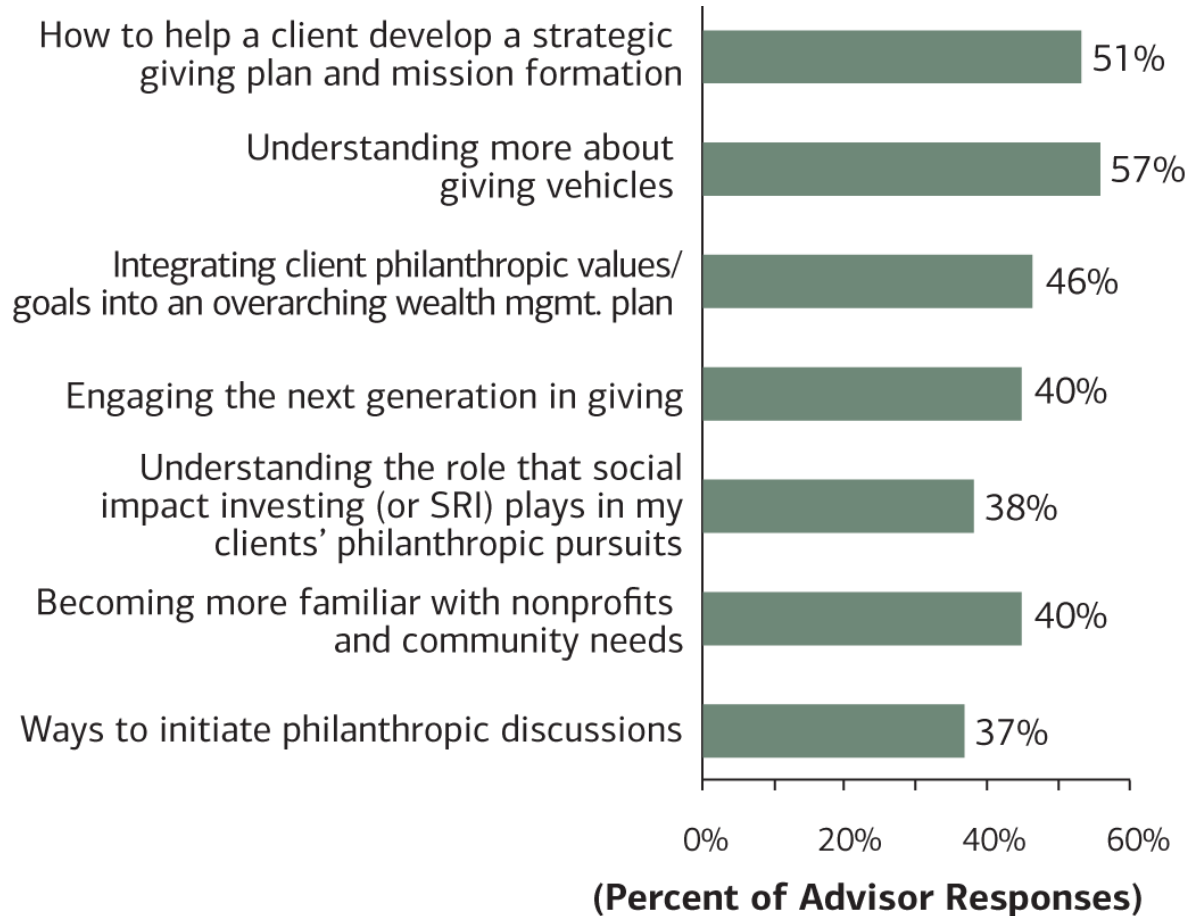 How to help a client develop a strategic
giving plan and mission formation
51%
Understanding more about
giving vehicles
57%
Integrating client philanthropic values/
goals into an overarching wealth mgmt. plan
46%
Engaging the next generation in giving
40%
Understanding the role that social
impact investing (or SRI) plays in my
clients’ philanthropic pursuits
38%
Becoming more familiar with nonprofits
and community needs
40%
Ways to initiate philanthropic discussions
37%
0% 20% 40% 60%
(Percent of Advisor Responses)